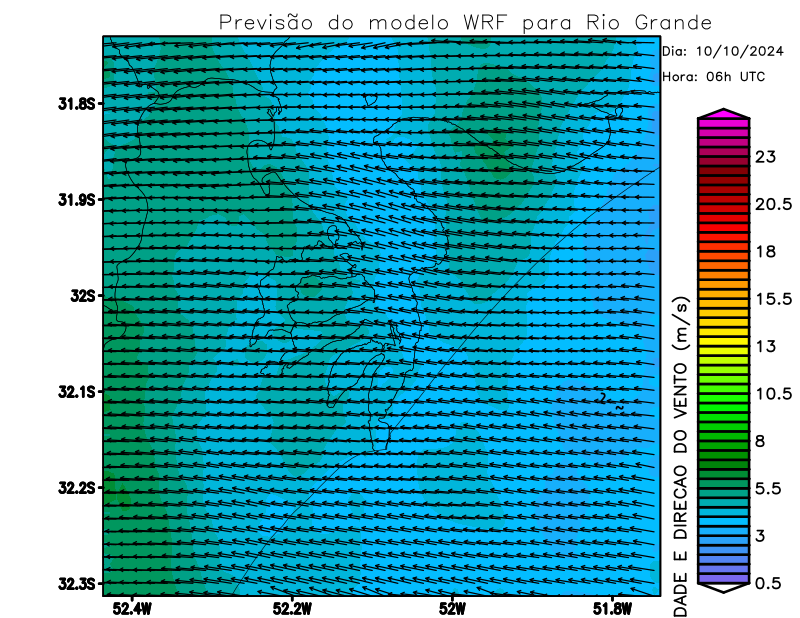 Previsão do modelo WRF para Rio Grande
Dia: 10/10/2024
Hora: 06h UTC
31.8S
31.9S
32S
32.1S
32.2S
32.3S
52.4W
52.2W
52W
51.8W
23
20.5
18
15.5
13
10.5
8
5.5
3
0.5
DADE E DIRECAO DO VENTO (m/s)